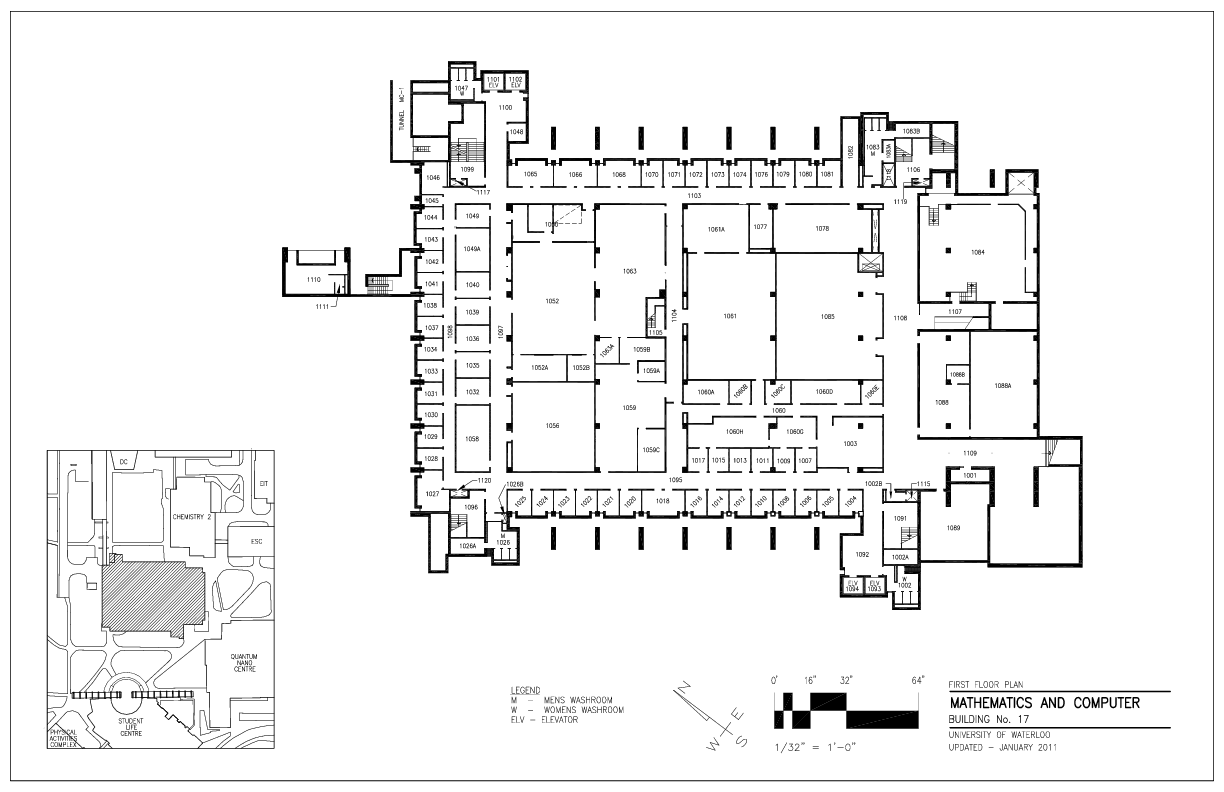 1047
W
1101
ELV
1102
ELV
1100
1048
TUNNEL MC-1
1099
1117
1046
1045
1044
1043
1042
1041
1038
1037
1034
1033
1031
1030
1029
1028
1027
1098
1097
1049
1049A
1040
1039
1036
1035
1032
1058
1120
1110
1111
1065
1066
1068
1070
1071
1072
1073
1074
1076
1079
1080
1081
1082
1103
1083
M
1083A
1083B
1106
1119
1052
1063
1104
1105
1063A
1059B
1059A
1052A
1052B
1056
1059
1059C
1061A
1077
1078
1061
1085
1108
1084
1107
1088B
1088
1088A
1060A
1060B
1060C
1060D
1060E
1060
1060H
1060G
1003
1017
1015
1013
1011
1009
1007
1095
1002B
1115
1109
1001
1026B
1025
1024
1023
1022
1021
1020
1018
1016
1014
1012
1010
1008
1006
1005
1004
1096
M
1026
1026A
1091
1089
1092
1002A
ELV
1094
ELV
1093
W
1002
DC
EIT
CHEMISTRY 2
ESC
QUANTUM
NANO
CENTRE
STUDENT
LIFE
CENTRE
PHYSICAL
ACTIVITIES
COMPLEX
LEGEND
M – MENS WASHROOM
W – WOMENS WASHROOM
ELV – ELEVATOR
N
E
W
S
0' 16" 32" 64"
1/32" = 1'-0"
FIRST FLOOR PLAN
MATHEMATICS AND COMPUTER
BUILDING No. 17
UNIVERSITY OF WATERLOO
UPDATED – JANUARY 2011